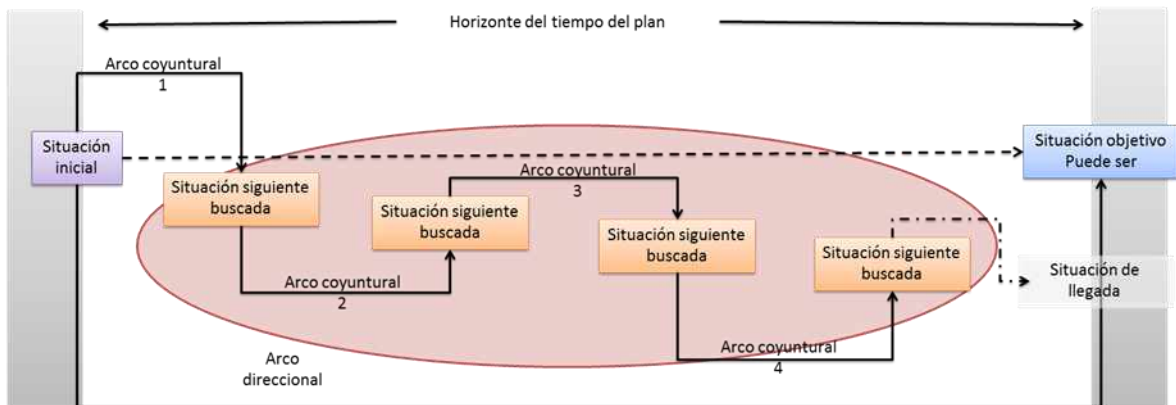 Horizonte del tiempo del plan
Arco coyuntural
1
Situación
inicial
Situación objetivo
Puede ser
Situación siguiente
buscada
Arco coyuntural
3
Situación siguiente
buscada
Situación siguiente
buscada
Situación siguiente
buscada
Arco coyuntural
2
Situación de
llegada
Arco
direccional
Arco coyuntural
4